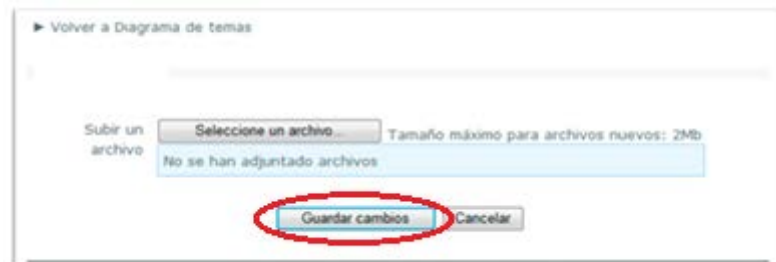 ► Volver a Diagrama de temas
Subir un archivo
Seleccione un archivo...
Tamaño máximo para archivos nuevos: 2Mb
No se han adjuntado archivos
Guardar cambios
Cancelar